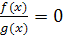 f(x)/g(x) = 0